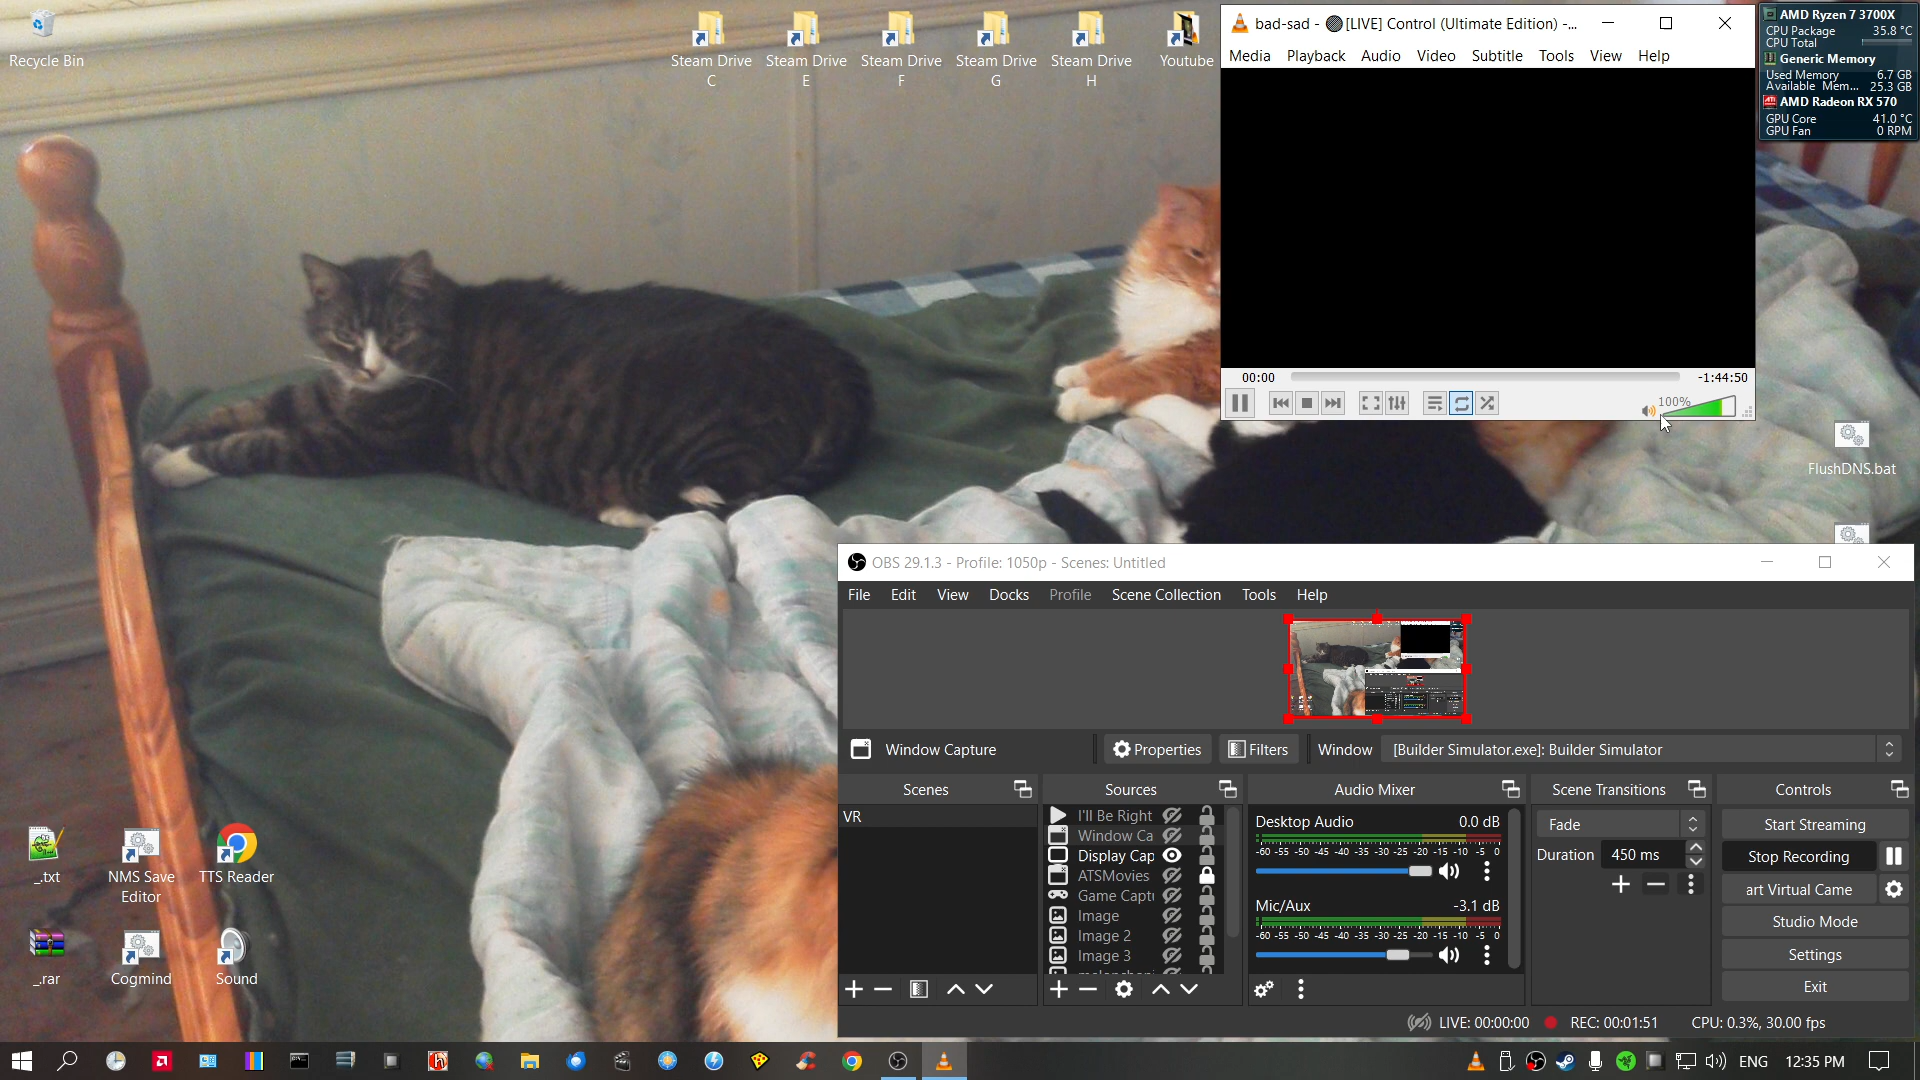 Recycle Bin
Steam Drive C
Steam Drive E
Steam Drive F
Steam Drive G
Steam Drive H
Youtube
bad-sad - [LIVE] Control (Ultimate Edition) -...
Media Playback Audio Video Subtitle Tools View Help
00:00
-1:44:50
100%
AMD Ryzen 7 3700X
CPU Package 35.8 °C
CPU Total
Generic Memory
Used Memory 6.7 GB
Available Mem... 25.3 GB
AMD Radeon RX 570
GPU Core 41.0 °C
GPU Fan 0 RPM
FlushDNS.bat
OBS 29.1.3 - Profile: 1050p - Scenes: Untitled
File Edit View Docks Profile Scene Collection Tools Help
Window Capture
Properties
Filters
Window
[Builder Simulator.exe]: Builder Simulator
Scenes
VR
Sources
I'll Be Right
Window Ca
Display Cap
ATSMovies
Game Capt
Image
Image 2
Image 3
Audio Mixer
Desktop Audio 0.0 dB
-60 -55 -50 -45 -40 -35 -30 -25 -20 -15 -10 -5 0
Mic/Aux -3.1 dB
-60 -55 -50 -45 -40 -35 -30 -25 -20 -15 -10 -5 0
Scene Transitions
Fade
Duration 450 ms
Controls
Start Streaming
Stop Recording
art Virtual Came
Studio Mode
Settings
Exit
LIVE: 00:00:00
REC: 00:01:51
CPU: 0.3%, 30.00 fps
_.txt
NMS Save Editor
TTS Reader
_.rar
Cogmind
Sound
ENG
12:35 PM